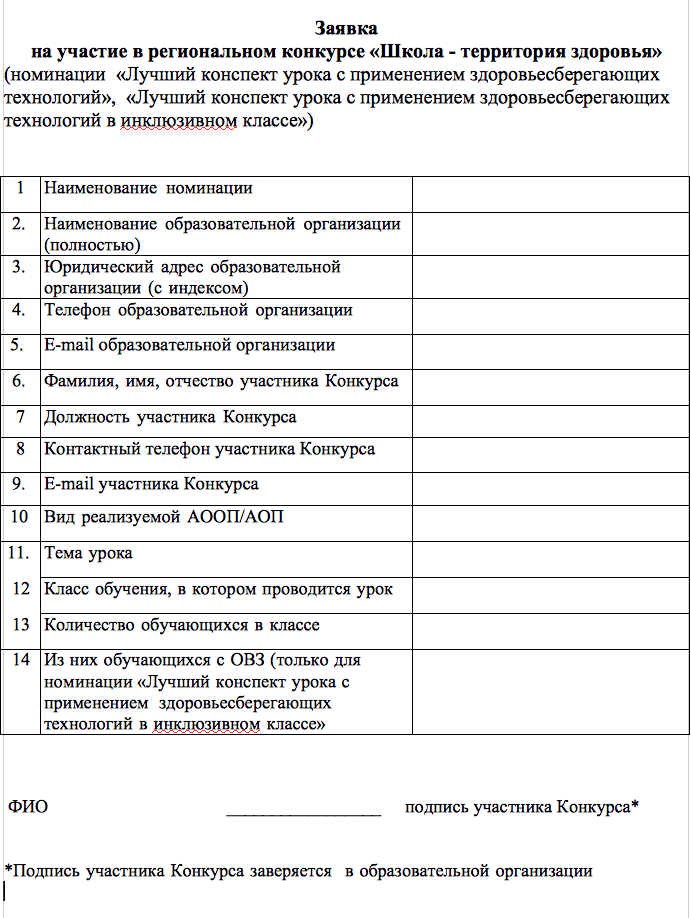 Заявка
на участие в региональном конкурсе «Школа - территория здоровья»
(номинации «Лучший конспект урока с применением здоровьесберегающих
технологий», «Лучший конспект урока с применением здоровьесберегающих
технологий в инклюзивном классе»)
1 Наименование номинации
2. Наименование образовательной организации
(полностью)
3. Юридический адрес образовательной
организации (с индексом)
4. Телефон образовательной организации
5. E-mail образовательной организации
6. Фамилия, имя, отчество участника Конкурса
7 Должность участника Конкурса
8 Контактный телефон участника Конкурса
9. E-mail участника Конкурса
10 Вид реализуемой АООП/АОП
11. Тема урока
12 Класс обучения, в котором проводится урок
13 Количество обучающихся в классе
14 Из них обучающихся с ОВЗ (только для
номинации «Лучший конспект урока с
применением здоровьесберегающих
технологий в инклюзивном классе»
ФИО _________________ подпись участника Конкурса*
*Подпись участника Конкурса заверяется в образовательной организации